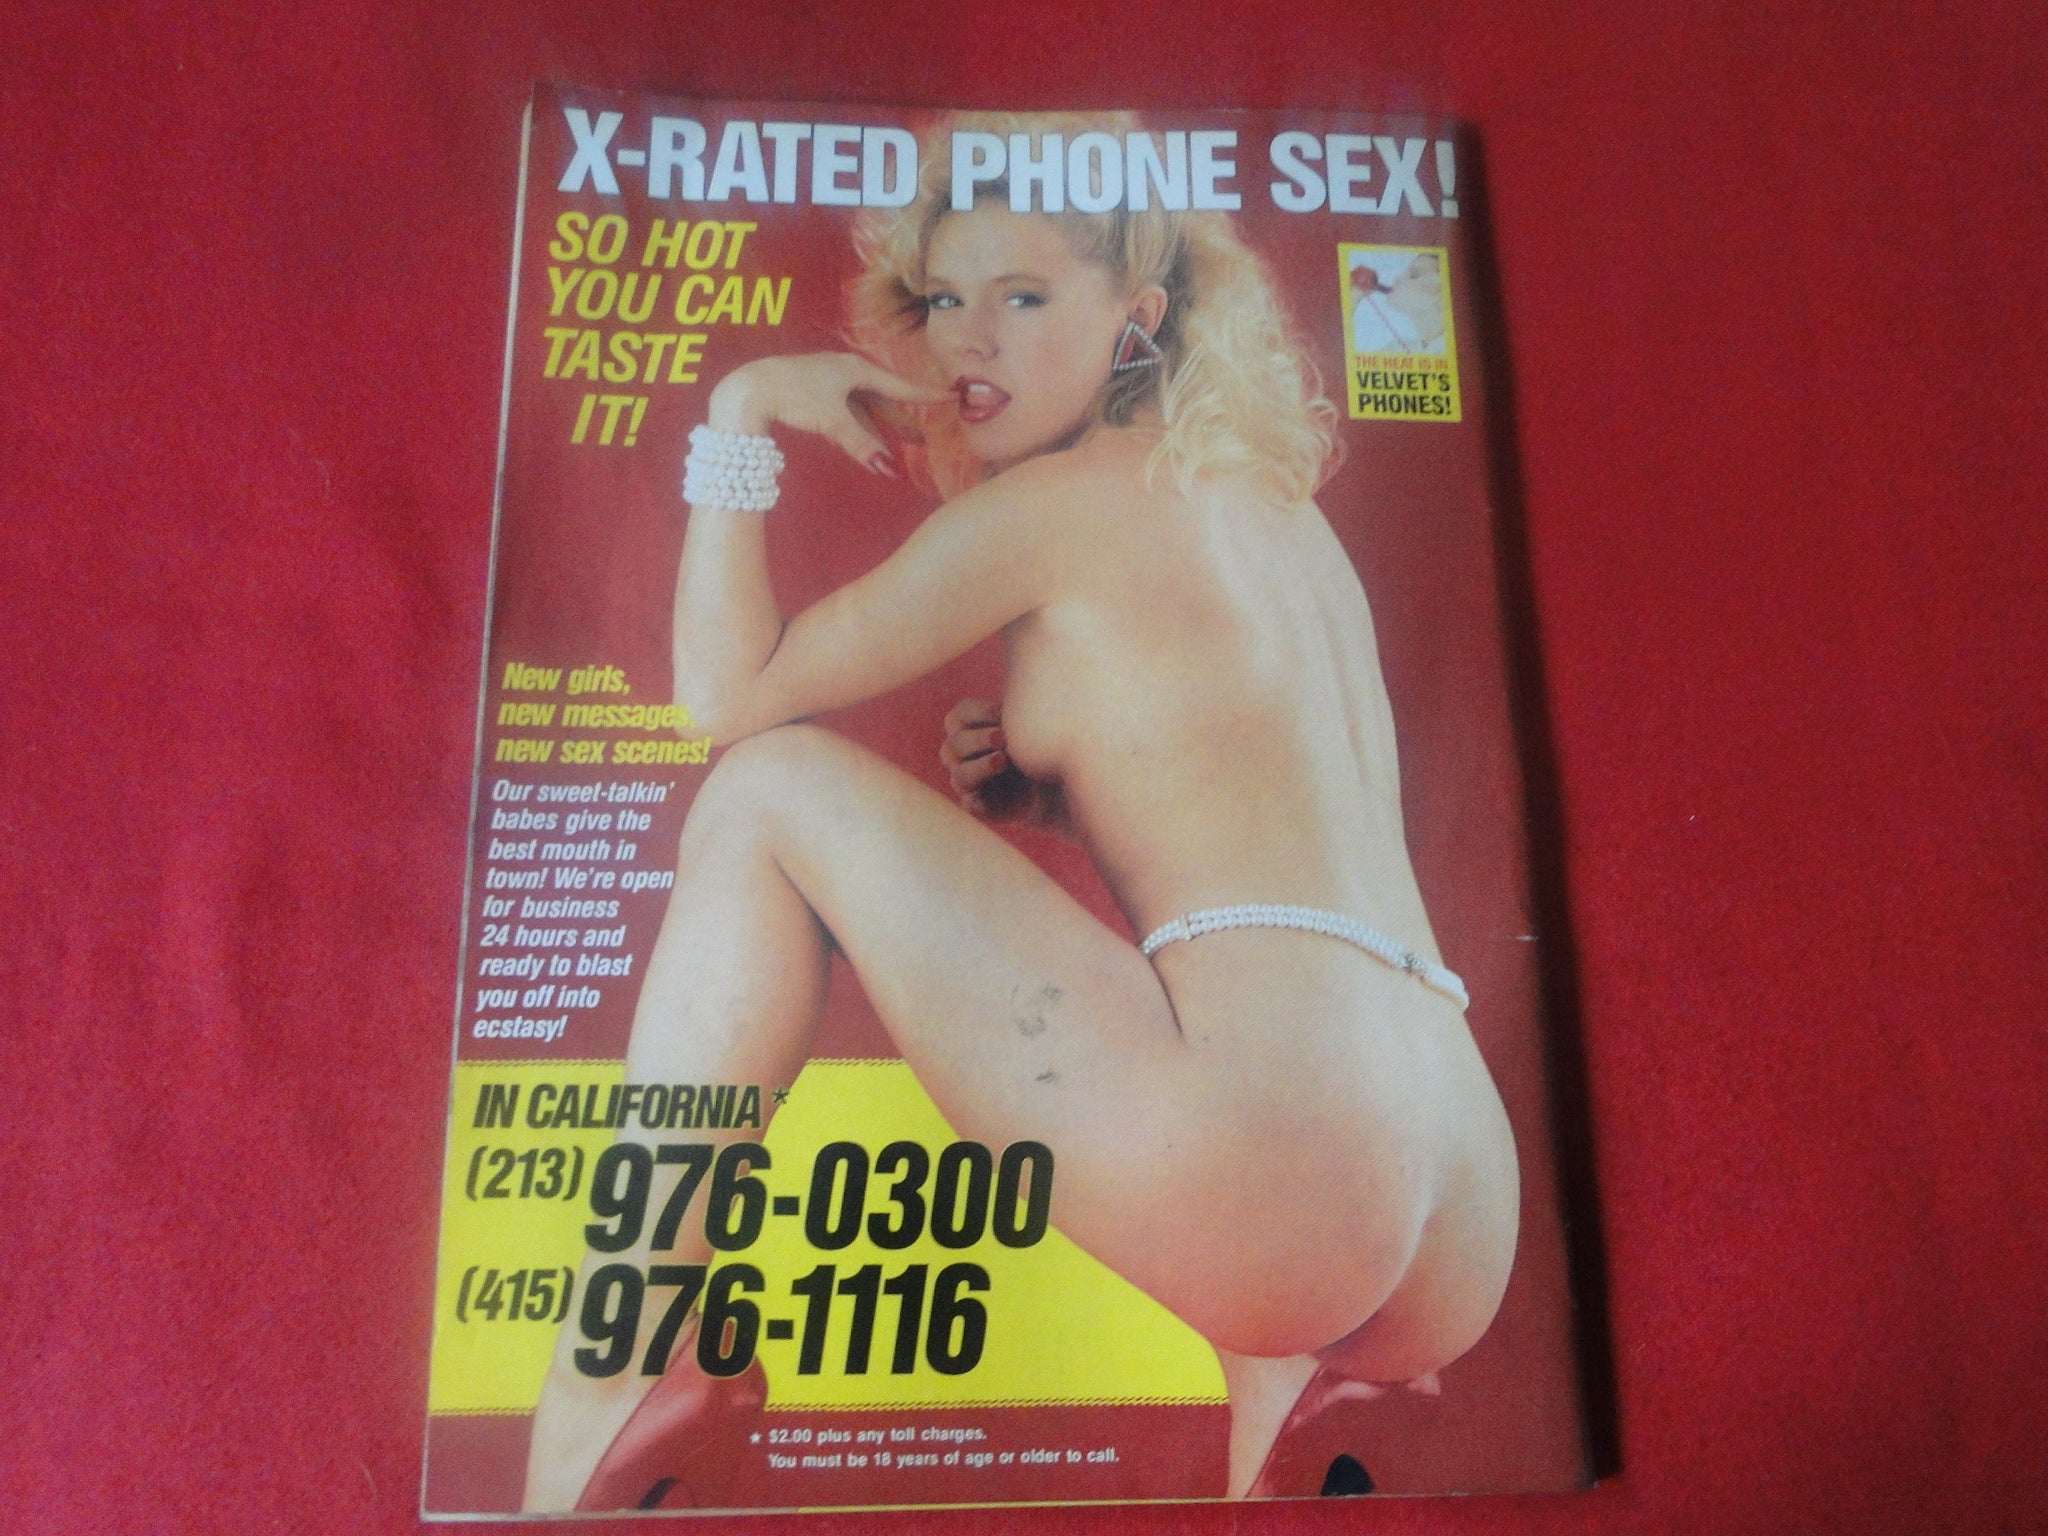 X-RATED PHONE SEX!
SO HOT
YOU CAN
TASTE
IT!
THE HEAT IS IN
VELVET'S
PHONES!
New girls,
new messages,
new sex scenes!
Our sweet-talkin'
babes give the
best mouth in
town! We're open
for business
24 hours and
ready to blast
you off into
ecstasy!
IN CALIFORNIA*
(213) 976-0300
(415) 976-1116
* $2.00 plus any toll charges.
You must be 18 years of age or older to call.